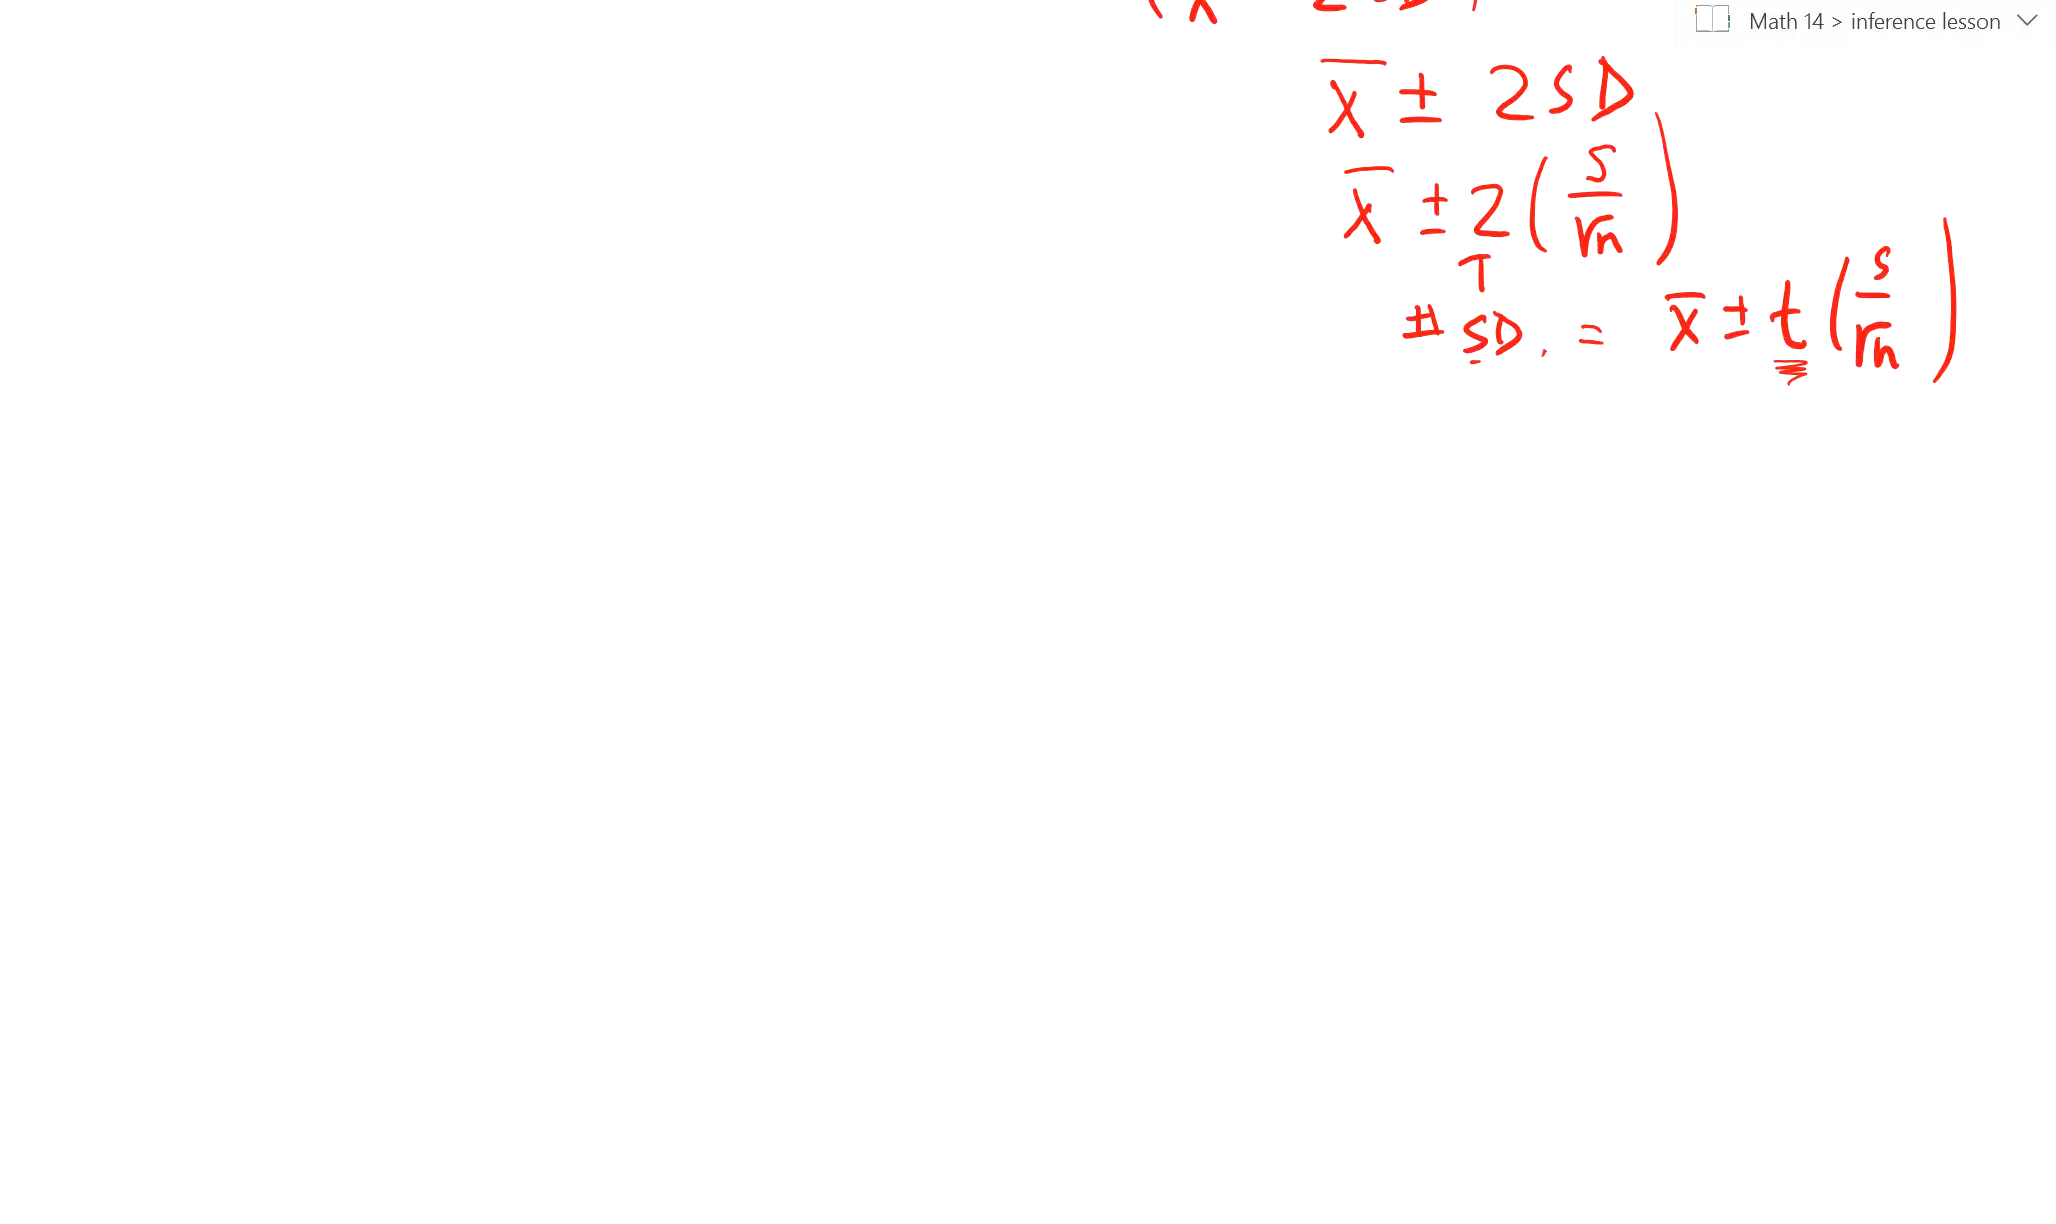 Math 14 > inference lesson
x̄ ± 2SD
x̄ ± 2(s/√n)
T
# SD. = x̄ ± t(s/√n)